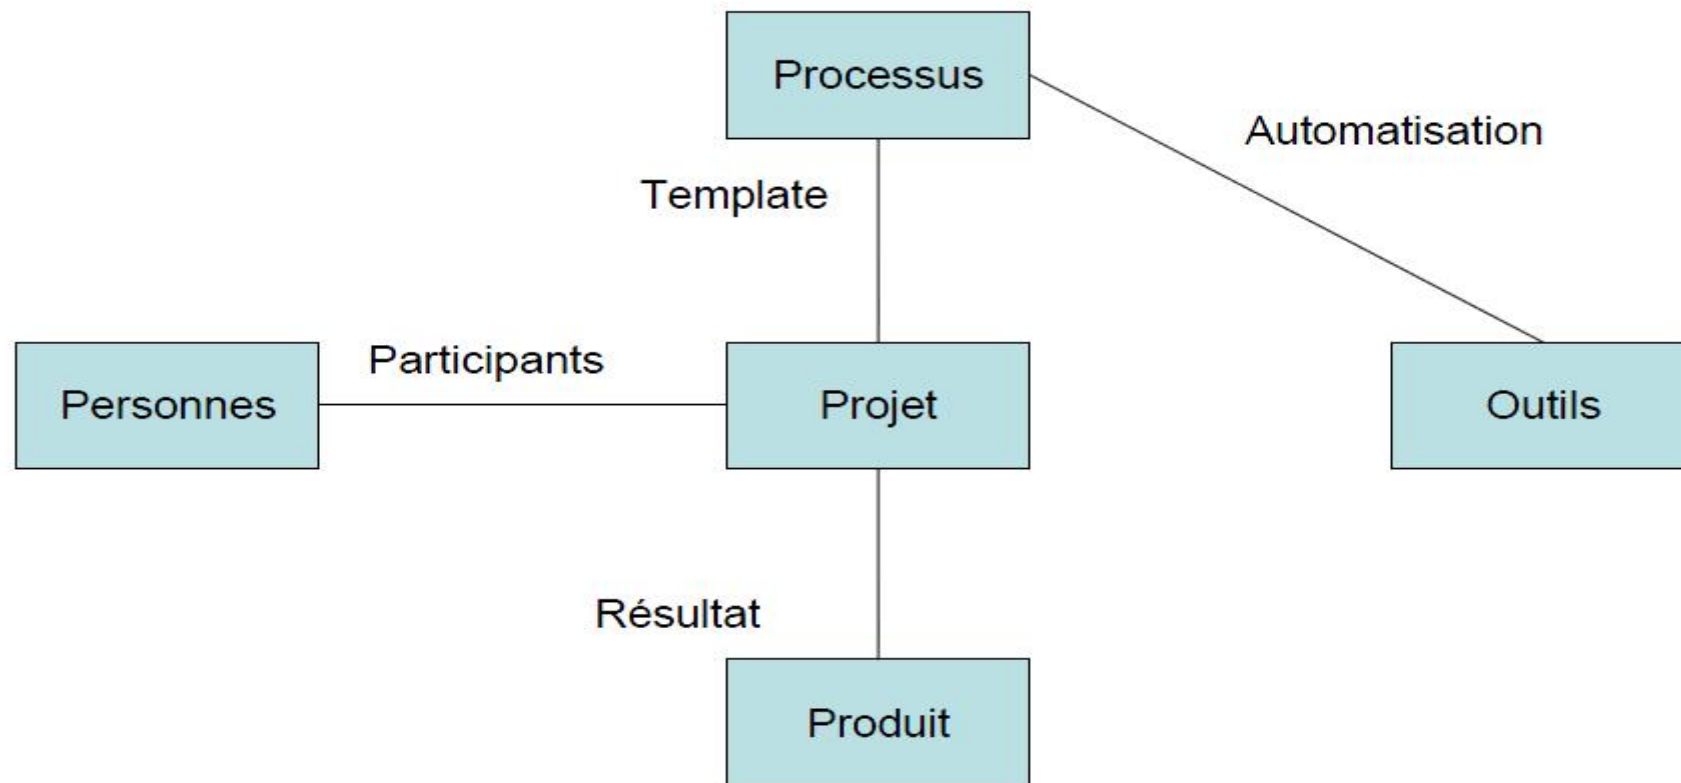 Processus
Automatisation
Template
Participants
Personnes
Projet
Outils
Résultat
Produit